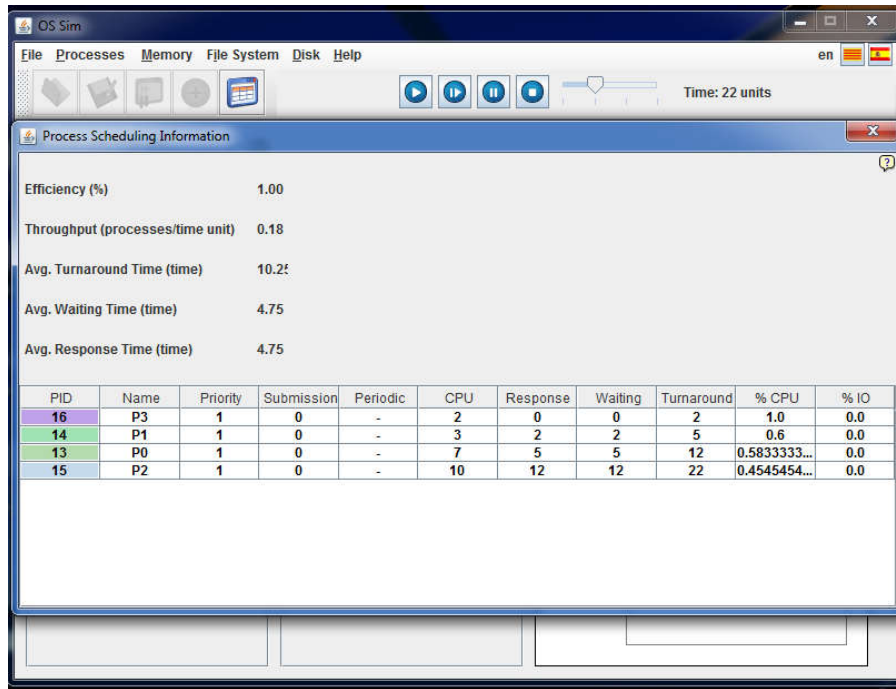 OS Sim
File Processes Memory File System Disk Help en
Time: 22 units
Process Scheduling Information
Efficiency (%) 1.00
Throughput (processes/time unit) 0.18
Avg. Turnaround Time (time) 10.25
Avg. Waiting Time (time) 4.75
Avg. Response Time (time) 4.75
PID Name Priority Submission Periodic CPU Response Waiting Turnaround % CPU % IO
16 P3 1 0 - 2 0 0 2 1.0 0.0
14 P1 1 0 - 3 2 2 5 0.6 0.0
13 P0 1 0 - 7 5 5 12 0.5833333... 0.0
15 P2 1 0 - 10 12 12 22 0.4545454... 0.0